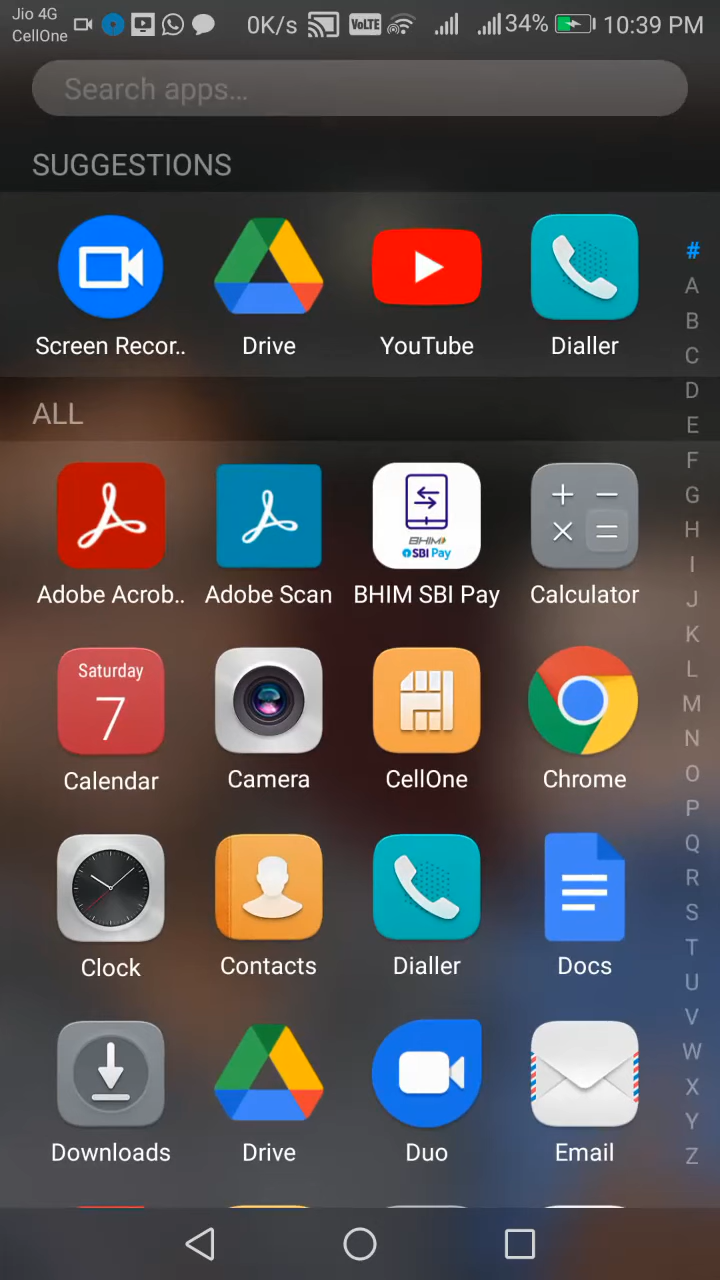 Jio 4G
CellOne
0K/s VoLTE 34% 10:39 PM
Search apps...
SUGGESTIONS
Screen Recor.. Drive YouTube Dialler
ALL
BHIM
SBI Pay
Adobe Acrob.. Adobe Scan BHIM SBI Pay Calculator
Saturday
7
Calendar Camera CellOne Chrome
Clock Contacts Dialler Docs
Downloads Drive Duo Email
#
A
B
C
D
E
F
G
H
I
J
K
L
M
N
O
P
Q
R
S
T
U
V
W
X
Y
Z